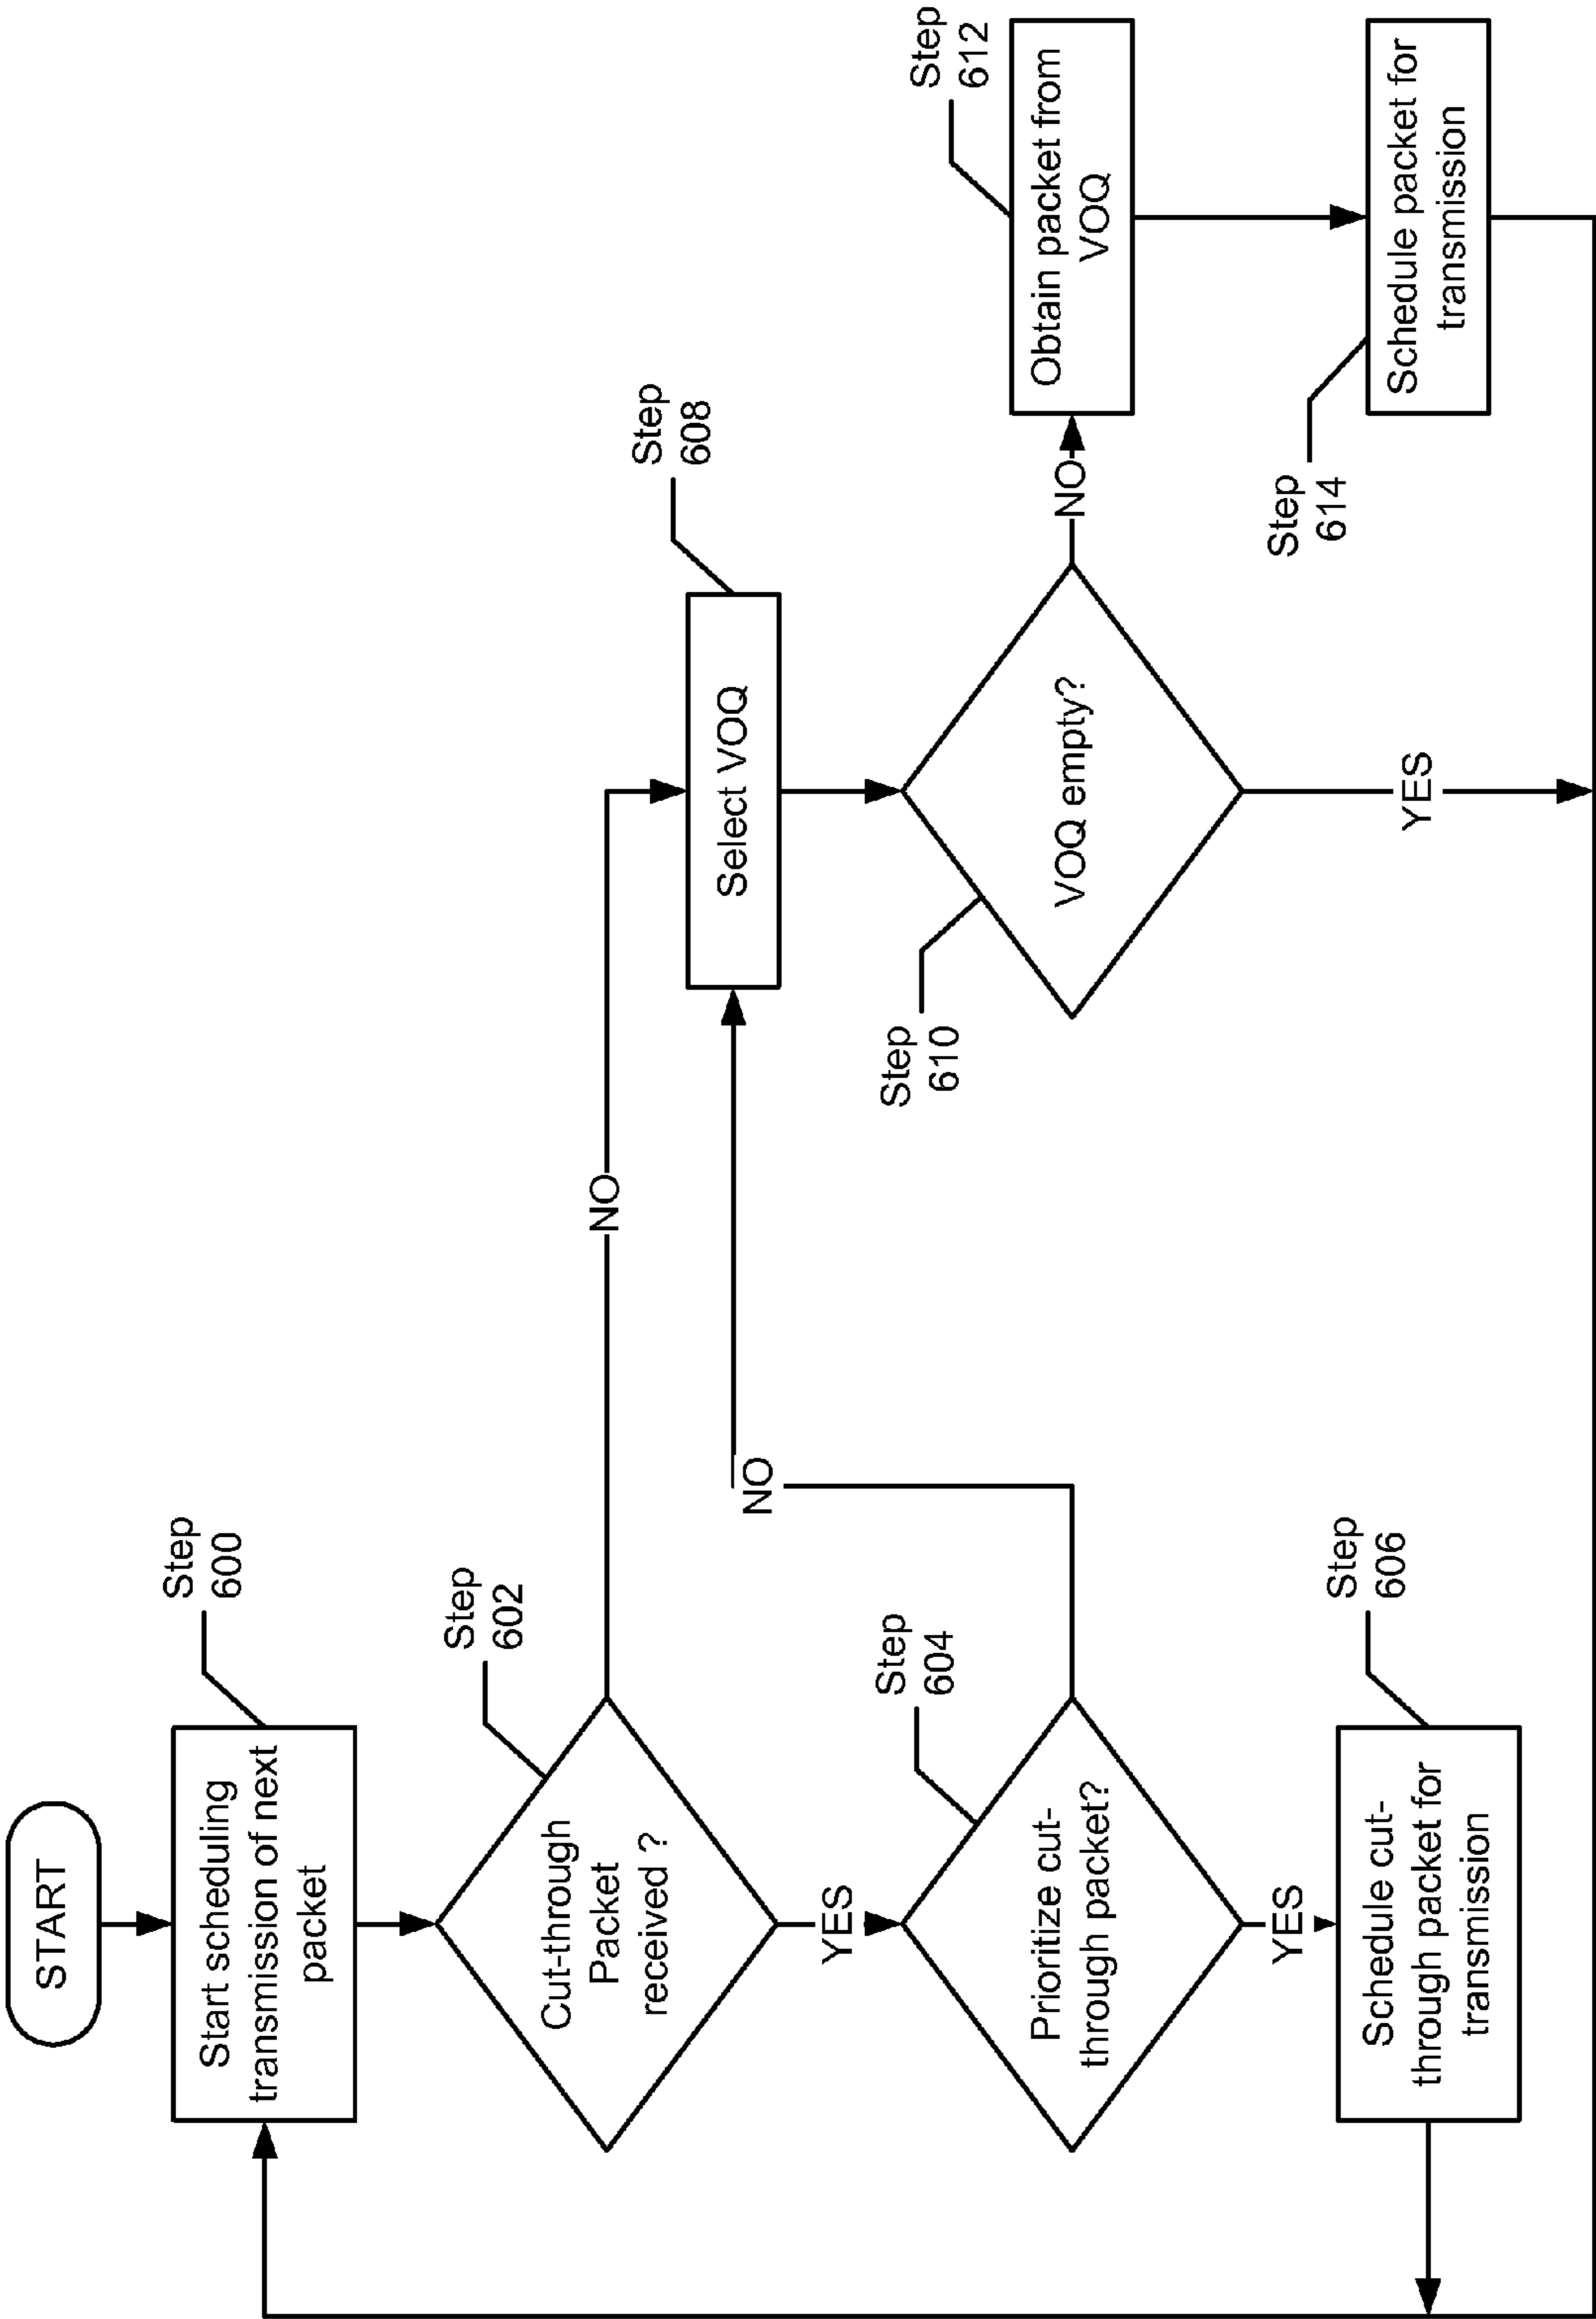 START
Start scheduling
transmission of next
packet
Step
600
Cut-through
Packet
received ?
Step
602
NO
YES
Prioritize cut-
through packet?
Step
604
NO
YES
Schedule cut-
through packet for
transmission
Step
606
Select VOQ
Step
608
VOQ empty?
Step
610
NO
YES
Obtain packet from
VOQ
Step
612
Schedule packet for
transmission
Step
614